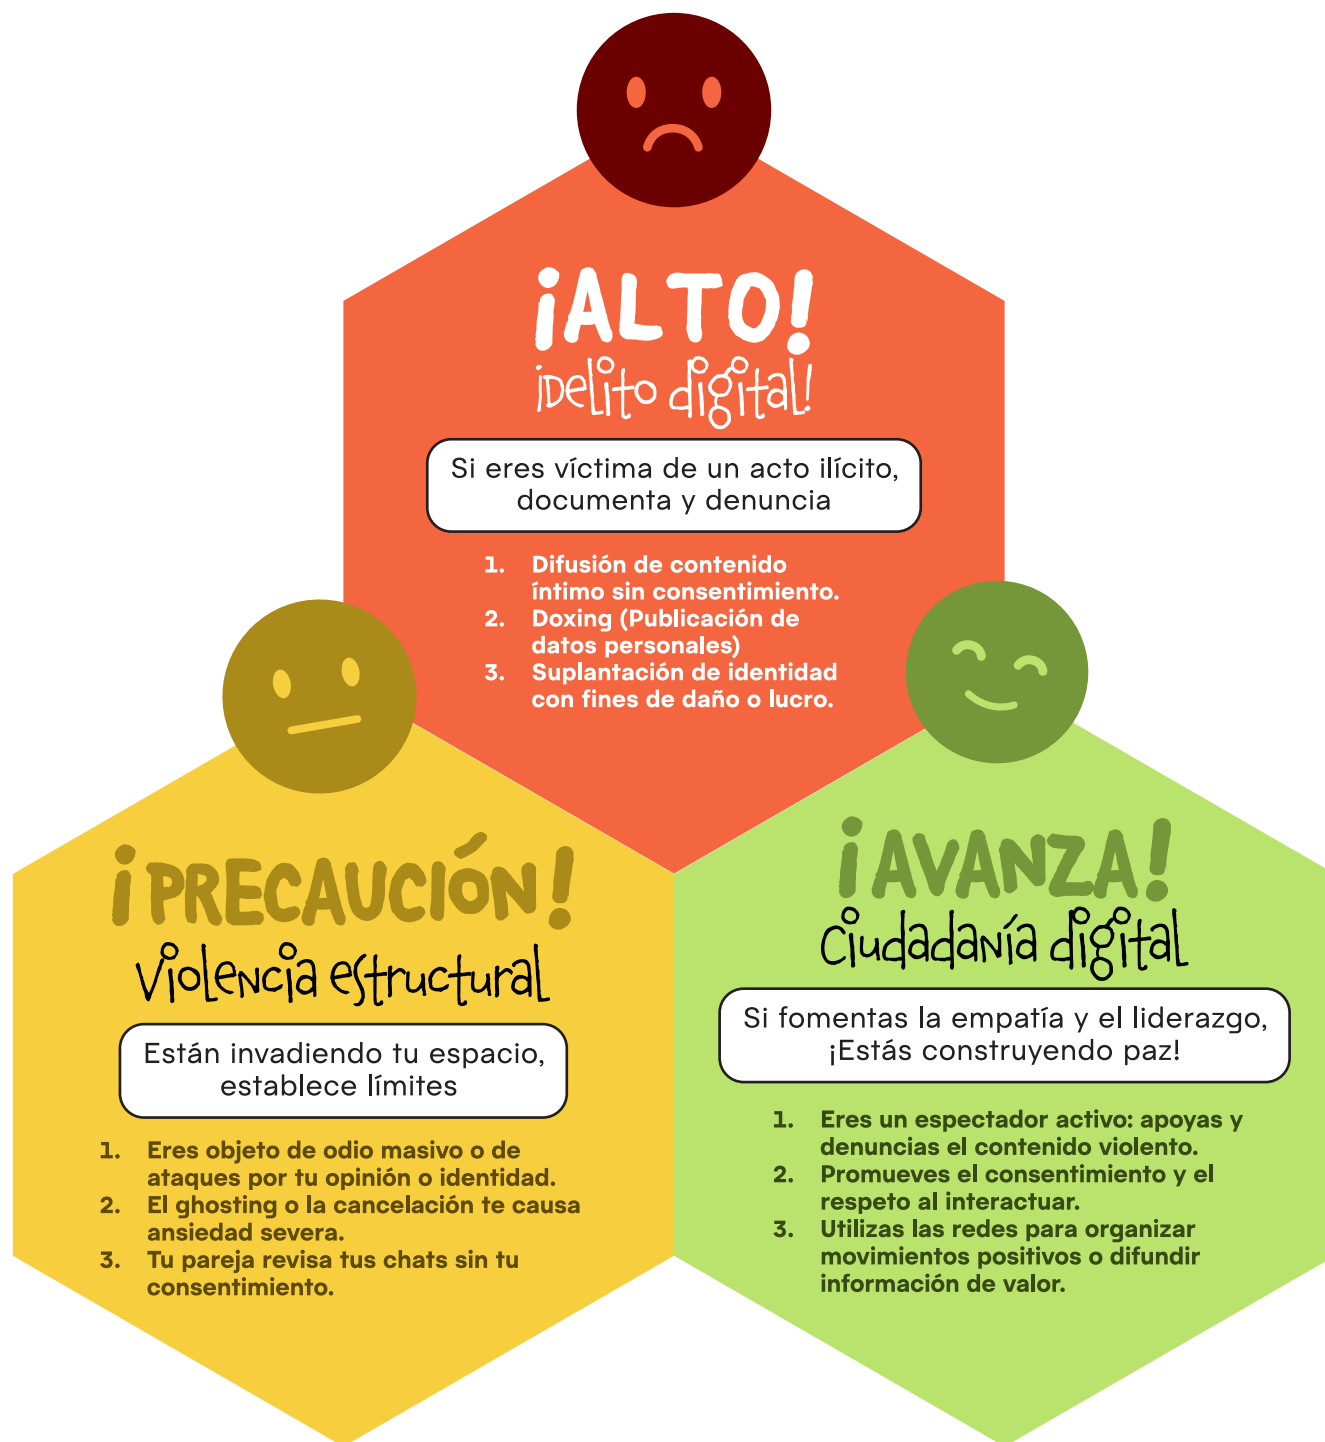 ¡ALTO!
¡Delito digital!
Si eres víctima de un acto ilícito,
documenta y denuncia
1. Difusión de contenido
íntimo sin consentimiento.
2. Doxing (Publicación de
datos personales)
3. Suplantación de identidad
con fines de daño o lucro.
¡PRECAUCIÓN!
Violencia estructural
Están invadiendo tu espacio,
establece límites
1. Eres objeto de odio masivo o de
ataques por tu opinión o identidad.
2. El ghosting o la cancelación te causa
ansiedad severa.
3. Tu pareja revisa tus chats sin tu
consentimiento.
¡AVANZA!
Ciudadanía digital
Si fomentas la empatía y el liderazgo,
¡Estás construyendo paz!
1. Eres un espectador activo: apoyas y
denuncias el contenido violento.
2. Promueves el consentimiento y el
respeto al interactuar.
3. Utilizas las redes para organizar
movimientos positivos o difundir
información de valor.